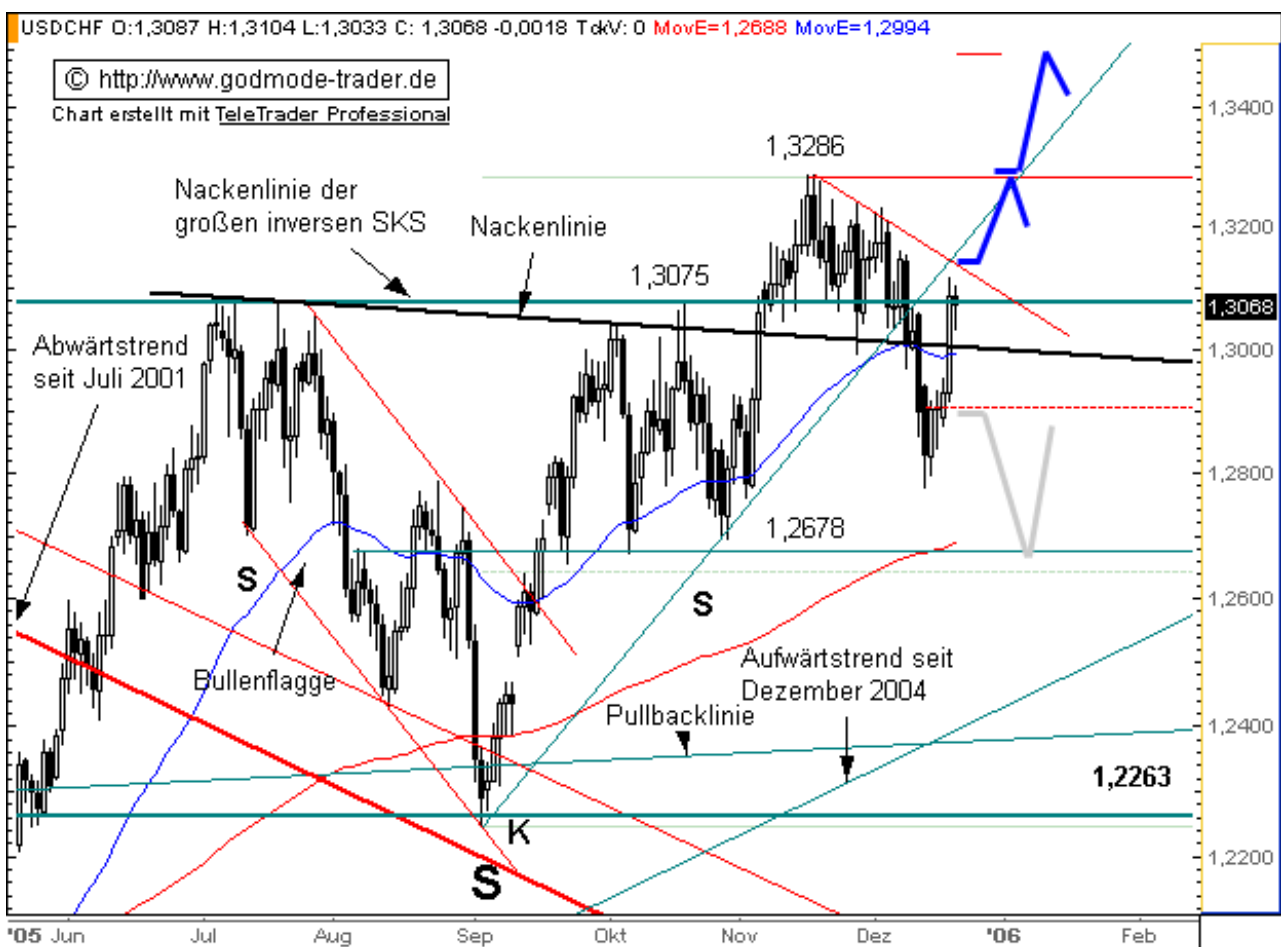 USDCHF O:1,3087 H:1,3104 L:1,3033 C: 1,3068 -0,0018 TckV: 0 MovE=1,2688 MovE=1,2994
© http://www.godmode-trader.de
Chart erstellt mit TeleTrader Professional
1,3286
Nackenlinie der
großen inversen SKS
Nackenlinie
1,3075
Abwärtstrend
seit Juli 2001
1,2678
S
S
Bullenflagge
Aufwärtstrend seit
Dezember 2004
Pullbacklinie
1,2263
K
S
1,3400
1,3200
1,3068
1,3000
1,2800
1,2600
1,2400
1,2200
'05 Jun Jul Aug Sep Okt Nov Dez '06 Feb